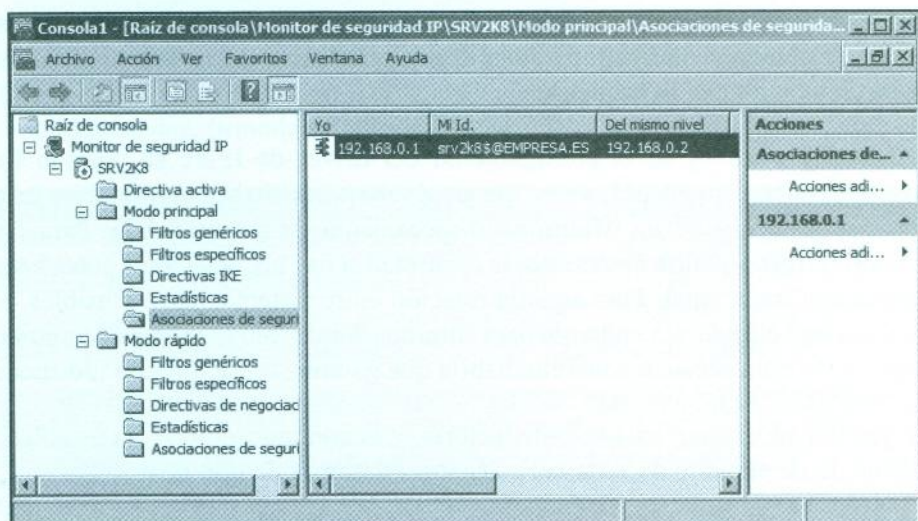 Consola1 - [Raíz de consola\Monitor de seguridad IP\SRV2K8\Modo principal\Asociaciones de segurida...
Archivo Acción Ver Favoritos Ventana Ayuda
Raíz de consola
Monitor de seguridad IP
SRV2K8
Directiva activa
Modo principal
Filtros genéricos
Filtros específicos
Directivas IKE
Estadísticas
Asociaciones de seguri
Modo rápido
Filtros genéricos
Filtros específicos
Directivas de negociac
Estadísticas
Asociaciones de seguri
Yo Mi Id. Del mismo nivel
192.168.0.1 srv2k8$@EMPRESA.ES 192.168.0.2
Acciones
Asociaciones de...
Acciones adi...
192.168.0.1
Acciones adi...